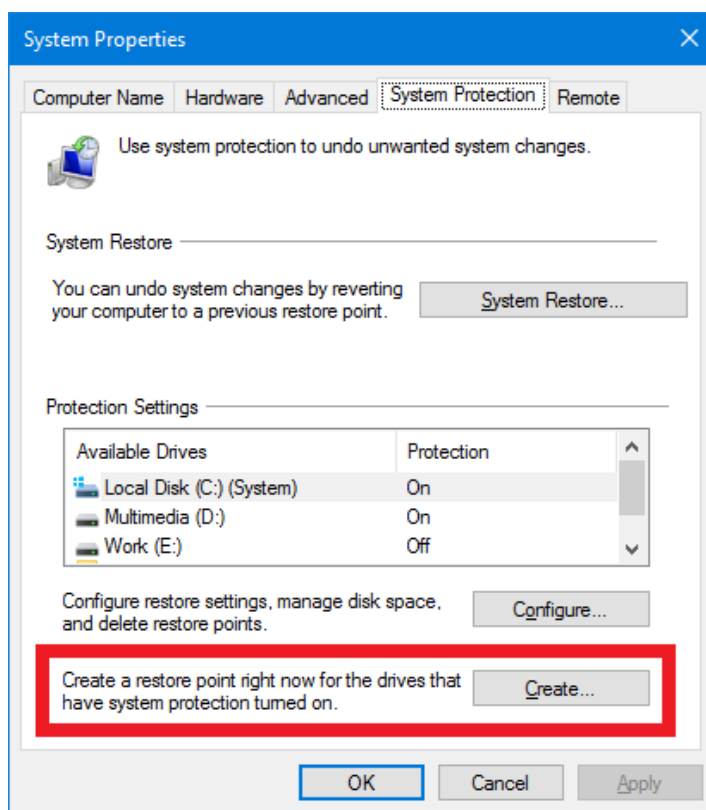 System Properties
Computer Name Hardware Advanced System Protection Remote
Use system protection to undo unwanted system changes.
System Restore
You can undo system changes by reverting
your computer to a previous restore point.
System Restore...
Protection Settings
Available Drives Protection
Local Disk (C:) (System) On
Multimedia (D:) On
Work (E:) Off
Configure restore settings, manage disk space,
and delete restore points.
Configure...
Create a restore point right now for the drives that
have system protection turned on.
Create...
OK Cancel Apply